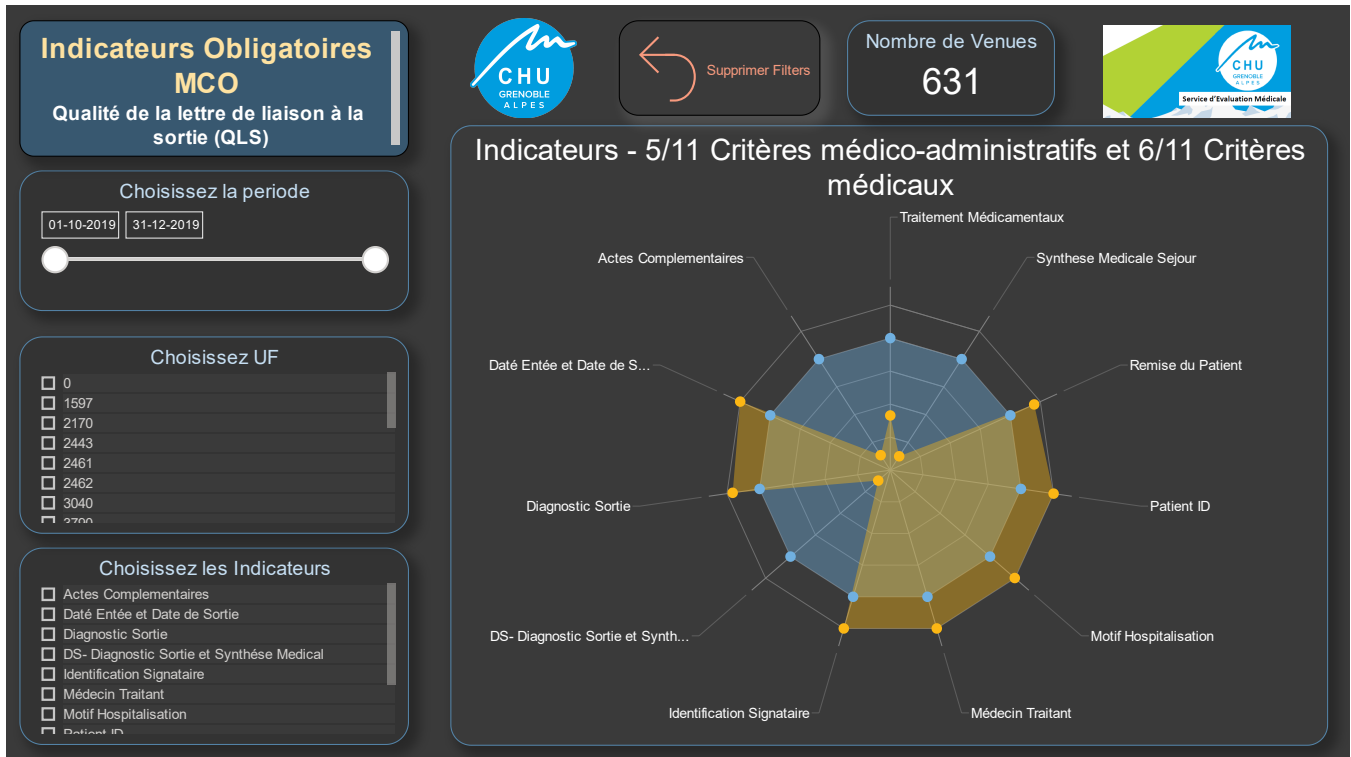 Indicateurs Obligatoires
MCO
Qualité de la lettre de liaison à la
sortie (QLS)
CHU
GRENOBLE
ALPES
Supprimer Filters
Nombre de Venues
631
CHU
GRENOBLE
ALPES
Service d'Evaluation Médicale
Choisissez la periode
01-10-2019 31-12-2019
Choisissez UF
0
1597
2170
2443
2461
2462
3040
3790
Choisissez les Indicateurs
Actes Complementaires
Daté Entée et Date de Sortie
Diagnostic Sortie
DS- Diagnostic Sortie et Synthése Medical
Identification Signataire
Médecin Traitant
Motif Hospitalisation
Patient ID
Indicateurs - 5/11 Critères médico-administratifs et 6/11 Critères
médicaux
Traitement Médicamentaux
Actes Complementaires
Synthese Medicale Sejour
Daté Entée et Date de S...
Remise du Patient
Diagnostic Sortie
Patient ID
DS- Diagnostic Sortie et Synth...
Motif Hospitalisation
Identification Signataire
Médecin Traitant